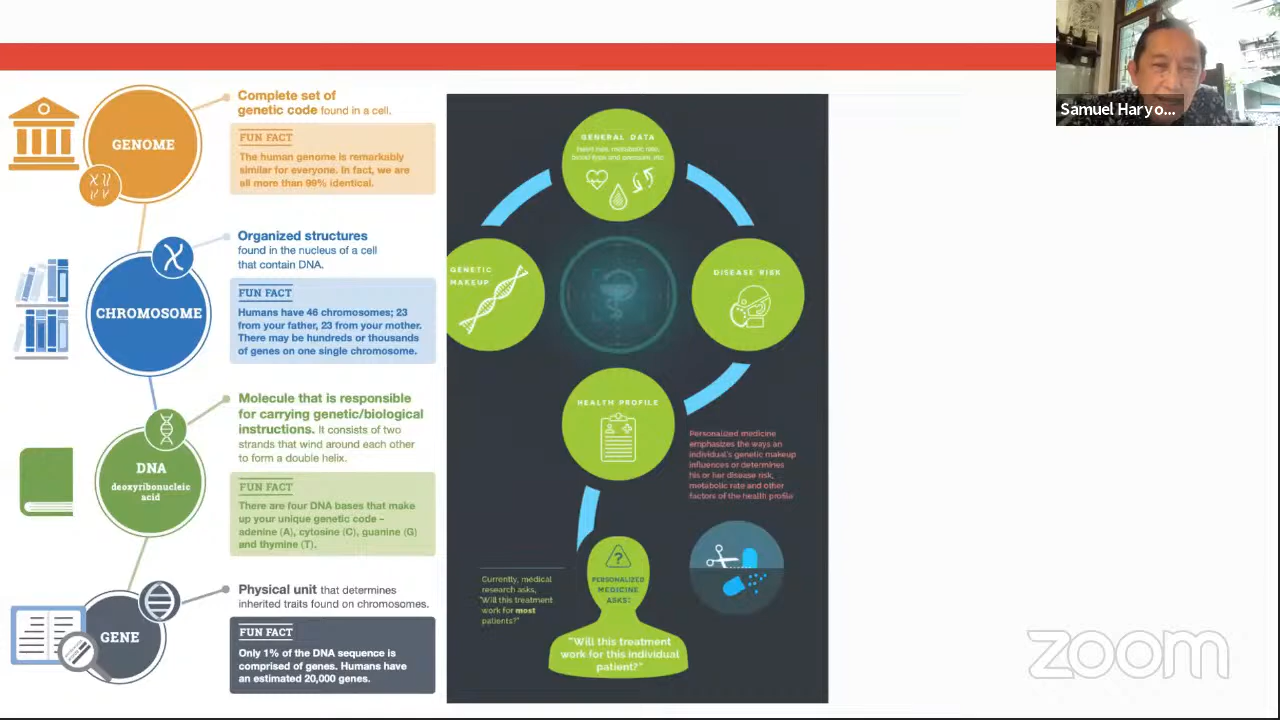 Samuel Haryo...
GENOME
Complete set of
genetic code found in a cell.
FUN FACT
The human genome is remarkably
similar for everyone. In fact, we are
all more than 99% identical.
CHROMOSOME
Organized structures
found in the nucleus of a cell
that contain DNA.
FUN FACT
Humans have 46 chromosomes; 23
from your father, 23 from your mother.
There may be hundreds or thousands
of genes on one single chromosome.
DNA
deoxyribonucleic
acid
Molecule that is responsible
for carrying genetic/biological
instructions. It consists of two
strands that wind around each other
to form a double helix.
FUN FACT
There are four DNA bases that make
up your unique genetic code –
adenine (A), cytosine (C), guanine (G)
and thymine (T).
GENE
Physical unit that determines
inherited traits found on chromosomes.
FUN FACT
Only 1% of the DNA sequence is
comprised of genes. Humans have
an estimated 20,000 genes.
GENERAL DATA
heart rate, metabolic rate,
blood type and pressure, etc.
GENETIC
MAKEUP
DISEASE RISK
HEALTH PROFILE
Personalized medicine
emphasizes the ways an
individual's genetic makeup
influences or determines
his or her disease risk,
metabolic rate and other
factors of the health profile
Currently, medical
research asks,
"Will this treatment
work for most
patients?"
?
PERSONALIZED
MEDICINE
ASKS:
"Will this treatment
work for this individual
patient?"
zoom